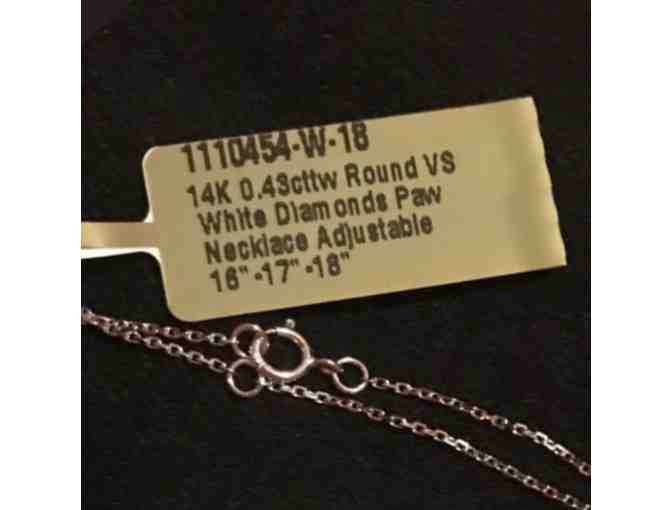 1110454-W-18
14K 0.43cttw Round VS
White Diamonds Paw
Necklace Adjustable
16"-17"-18"